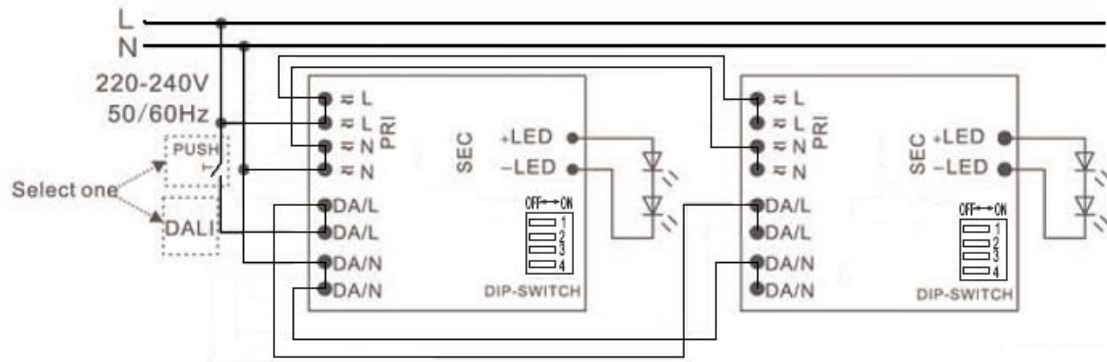 L
N
220-240V
50/60Hz
PUSH
Select one
DALI
≂ L
≂ L
≂ N
≂ N
PRI
DA/L
DA/L
DA/N
DA/N
SEC
+LED
−LED
OFF↔ON
1
2
3
4
DIP-SWITCH
≂ L
≂ L
≂ N
≂ N
PRI
DA/L
DA/L
DA/N
DA/N
SEC
+LED
−LED
OFF↔ON
1
2
3
4
DIP-SWITCH